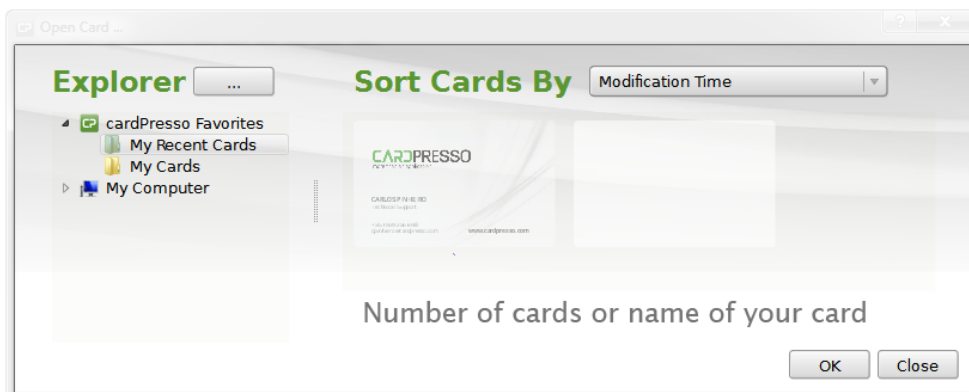 Open Card ...
Explorer ...
Sort Cards By Modification Time
cardPresso Favorites
My Recent Cards
My Cards
My Computer
CARDPRESSO
www.cardpresso.com
Number of cards or name of your card
OK Close